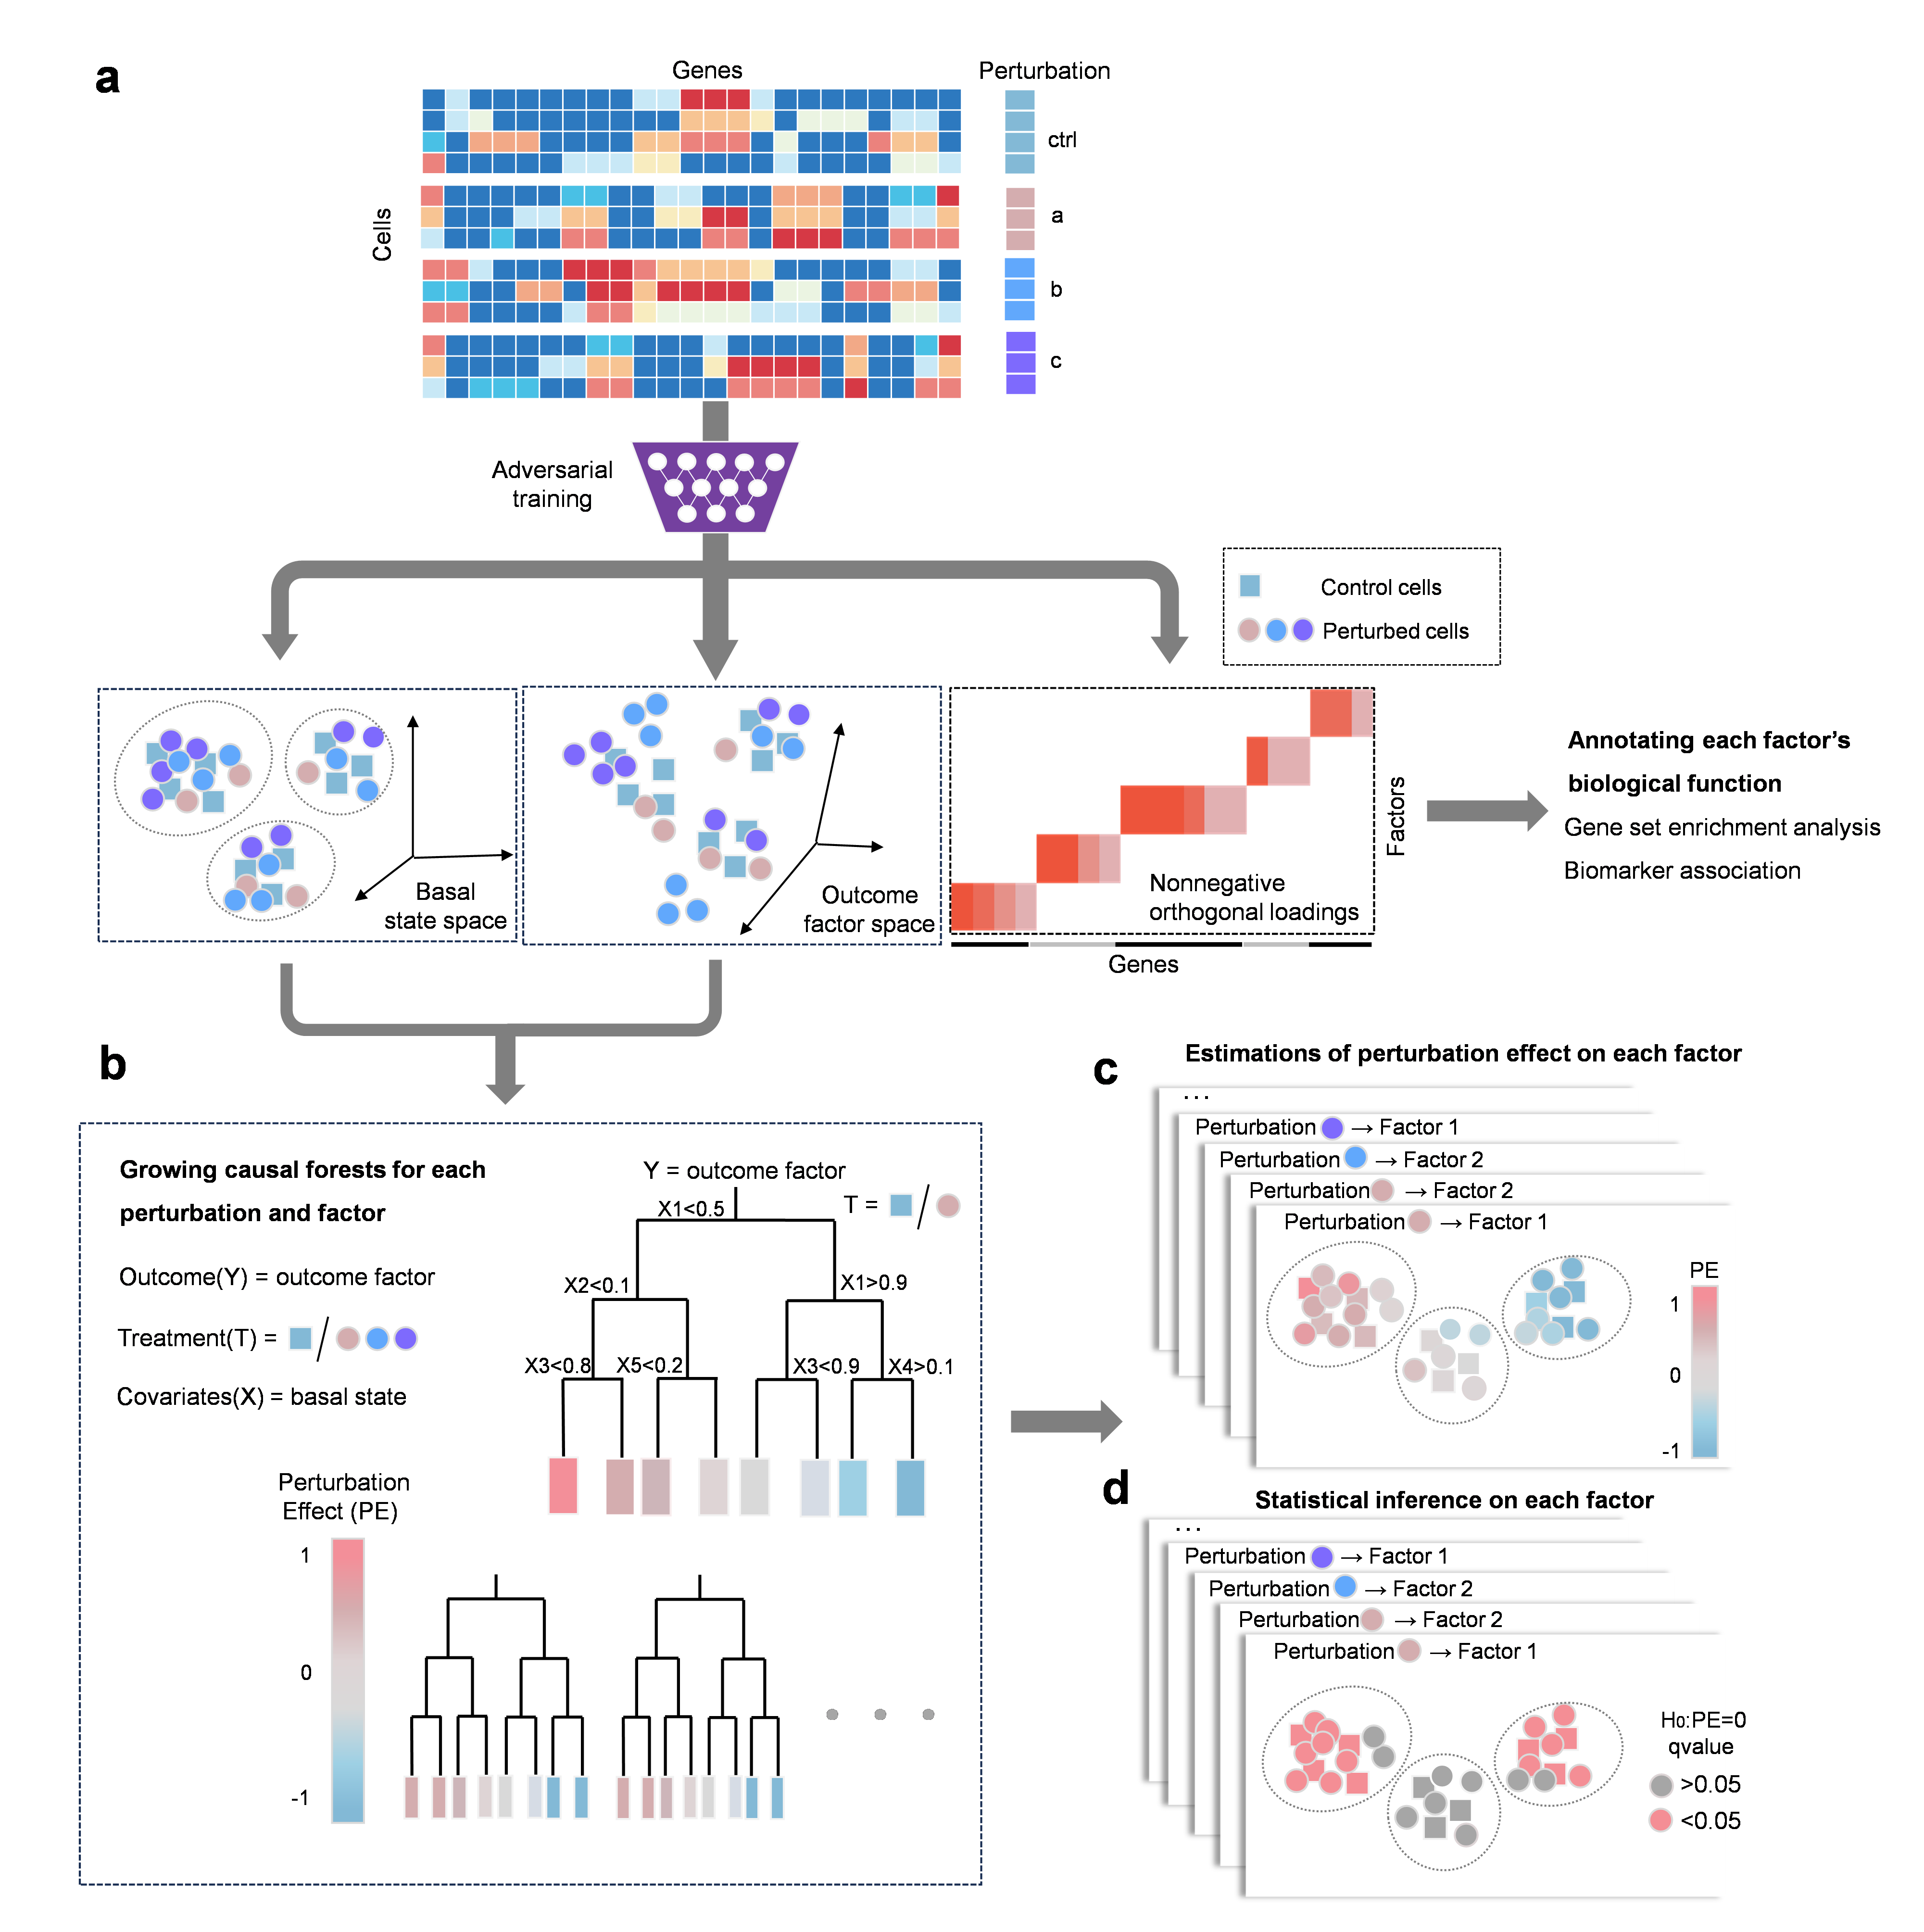 a
Genes
Perturbation
Cells
ctrl
a
b
c
Adversarial
training
Control cells
Perturbed cells
Basal
state space
Outcome
factor space
Nonnegative
orthogonal loadings
Factors
Genes
Annotating each factor’s
biological function
Gene set enrichment analysis
Biomarker association
b
Growing causal forests for each
perturbation and factor
Outcome(Y) = outcome factor
Treatment(T) = /
Covariates(X) = basal state
Y = outcome factor
T = /
X1<0.5
X2<0.1
X1>0.9
X3<0.8
X5<0.2
X3<0.9
X4>0.1
Perturbation
Effect (PE)
1
0
-1
c
Estimations of perturbation effect on each factor
...
Perturbation → Factor 1
Perturbation → Factor 2
Perturbation → Factor 2
Perturbation → Factor 1
PE
1
0
-1
d
Statistical inference on each factor
...
Perturbation → Factor 1
Perturbation → Factor 2
Perturbation → Factor 2
Perturbation → Factor 1
H0:PE=0
qvalue
>0.05
<0.05